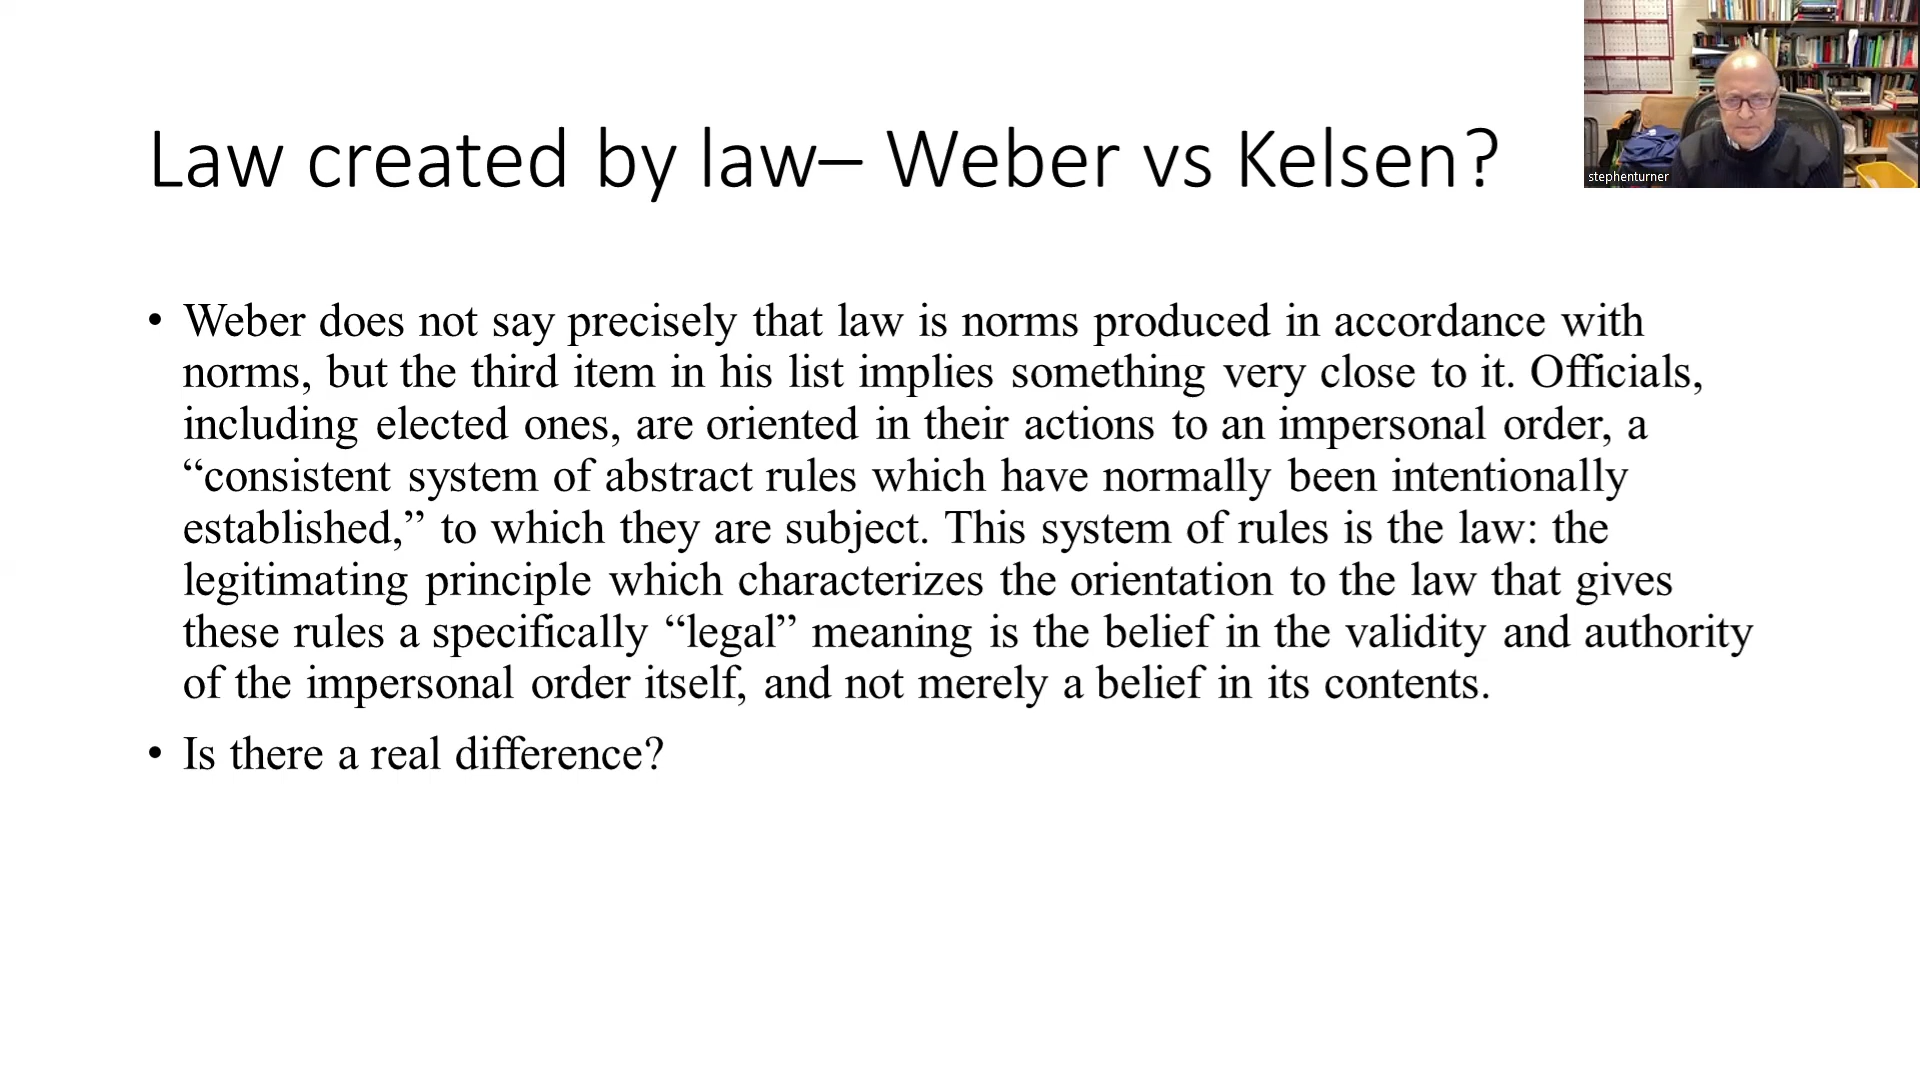 Law created by law– Weber vs Kelsen?
stephenturner
• Weber does not say precisely that law is norms produced in accordance with
norms, but the third item in his list implies something very close to it. Officials,
including elected ones, are oriented in their actions to an impersonal order, a
“consistent system of abstract rules which have normally been intentionally
established,” to which they are subject. This system of rules is the law: the
legitimating principle which characterizes the orientation to the law that gives
these rules a specifically “legal” meaning is the belief in the validity and authority
of the impersonal order itself, and not merely a belief in its contents.
• Is there a real difference?